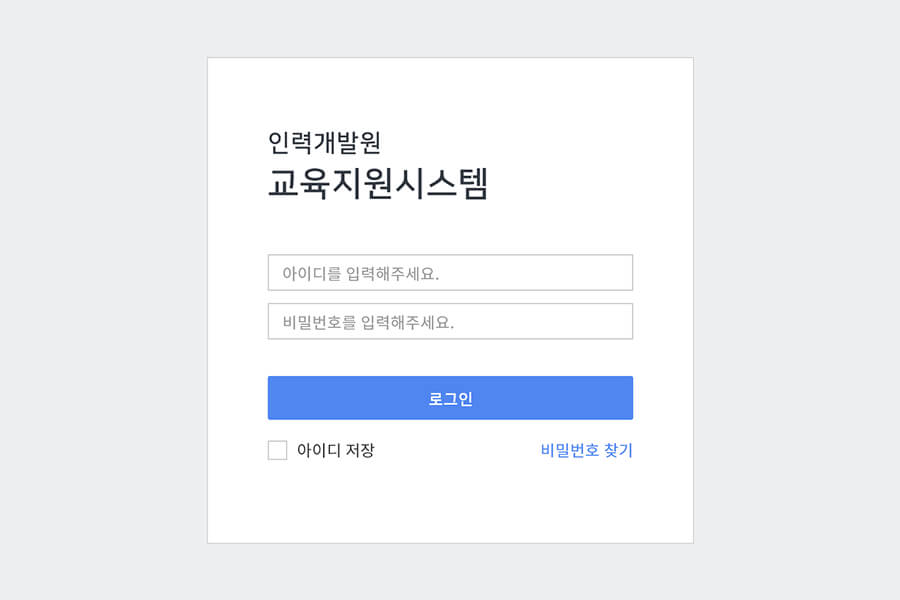 인력개발원
교육지원시스템
아이디를 입력해주세요.
비밀번호를 입력해주세요.
로그인
아이디 저장
비밀번호 찾기